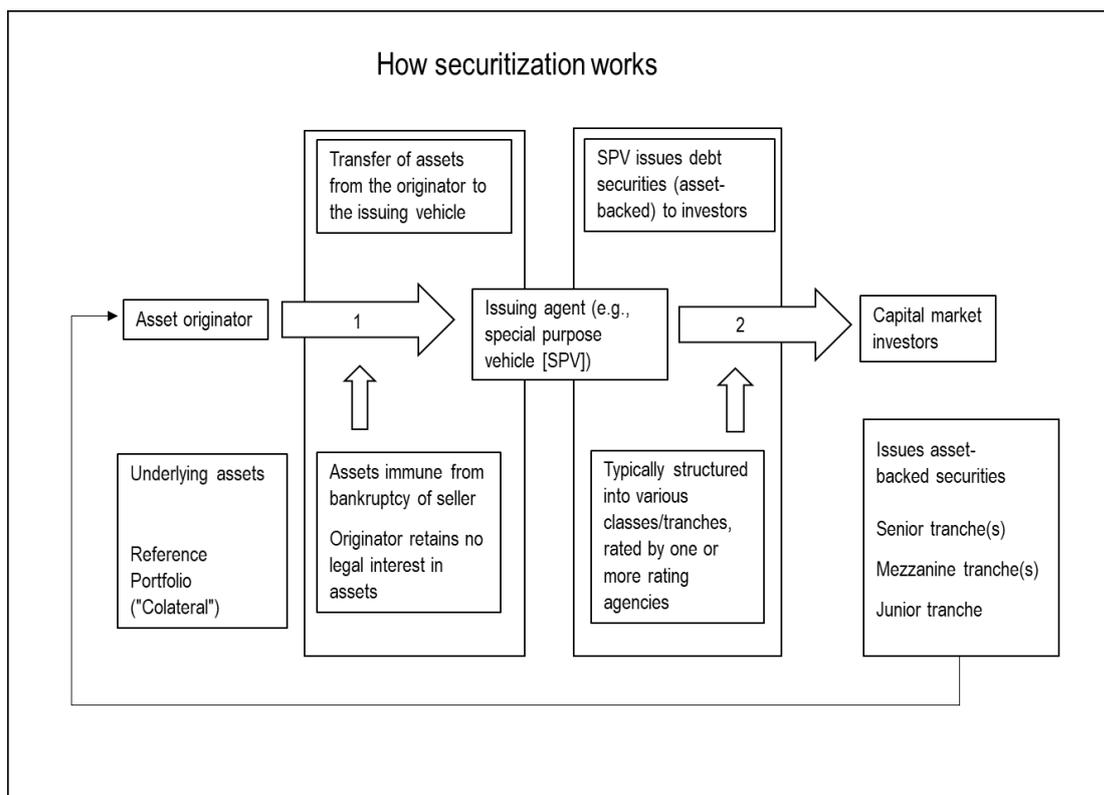 How securitization works
Transfer of assets
from the originator to
the issuing vehicle
SPV issues debt
securities (asset-
backed) to investors
Asset originator
1
Issuing agent (e.g.,
special purpose
vehicle [SPV])
2
Capital market
investors
Underlying assets
Reference
Portfolio
("Colateral")
Assets immune from
bankruptcy of seller
Originator retains no
legal interest in
assets
Typically structured
into various
classes/tranches,
rated by one or
more rating
agencies
Issues asset-
backed securities
Senior tranche(s)
Mezzanine tranche(s)
Junior tranche